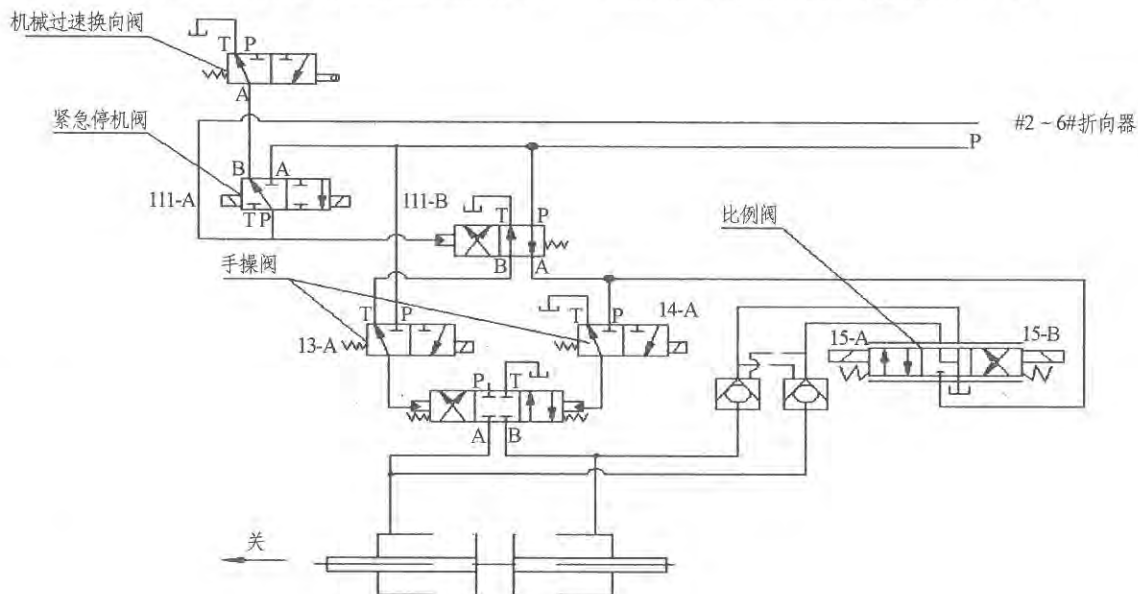 机械过速换向阀
T P
A
紧急停机阀
#2～6#折向器
P
B A
111-A
T P
111-B
T P
B A
比例阀
手操阀
T P
13-A
T P
14-A
15-A
15-B
P T
A B
关